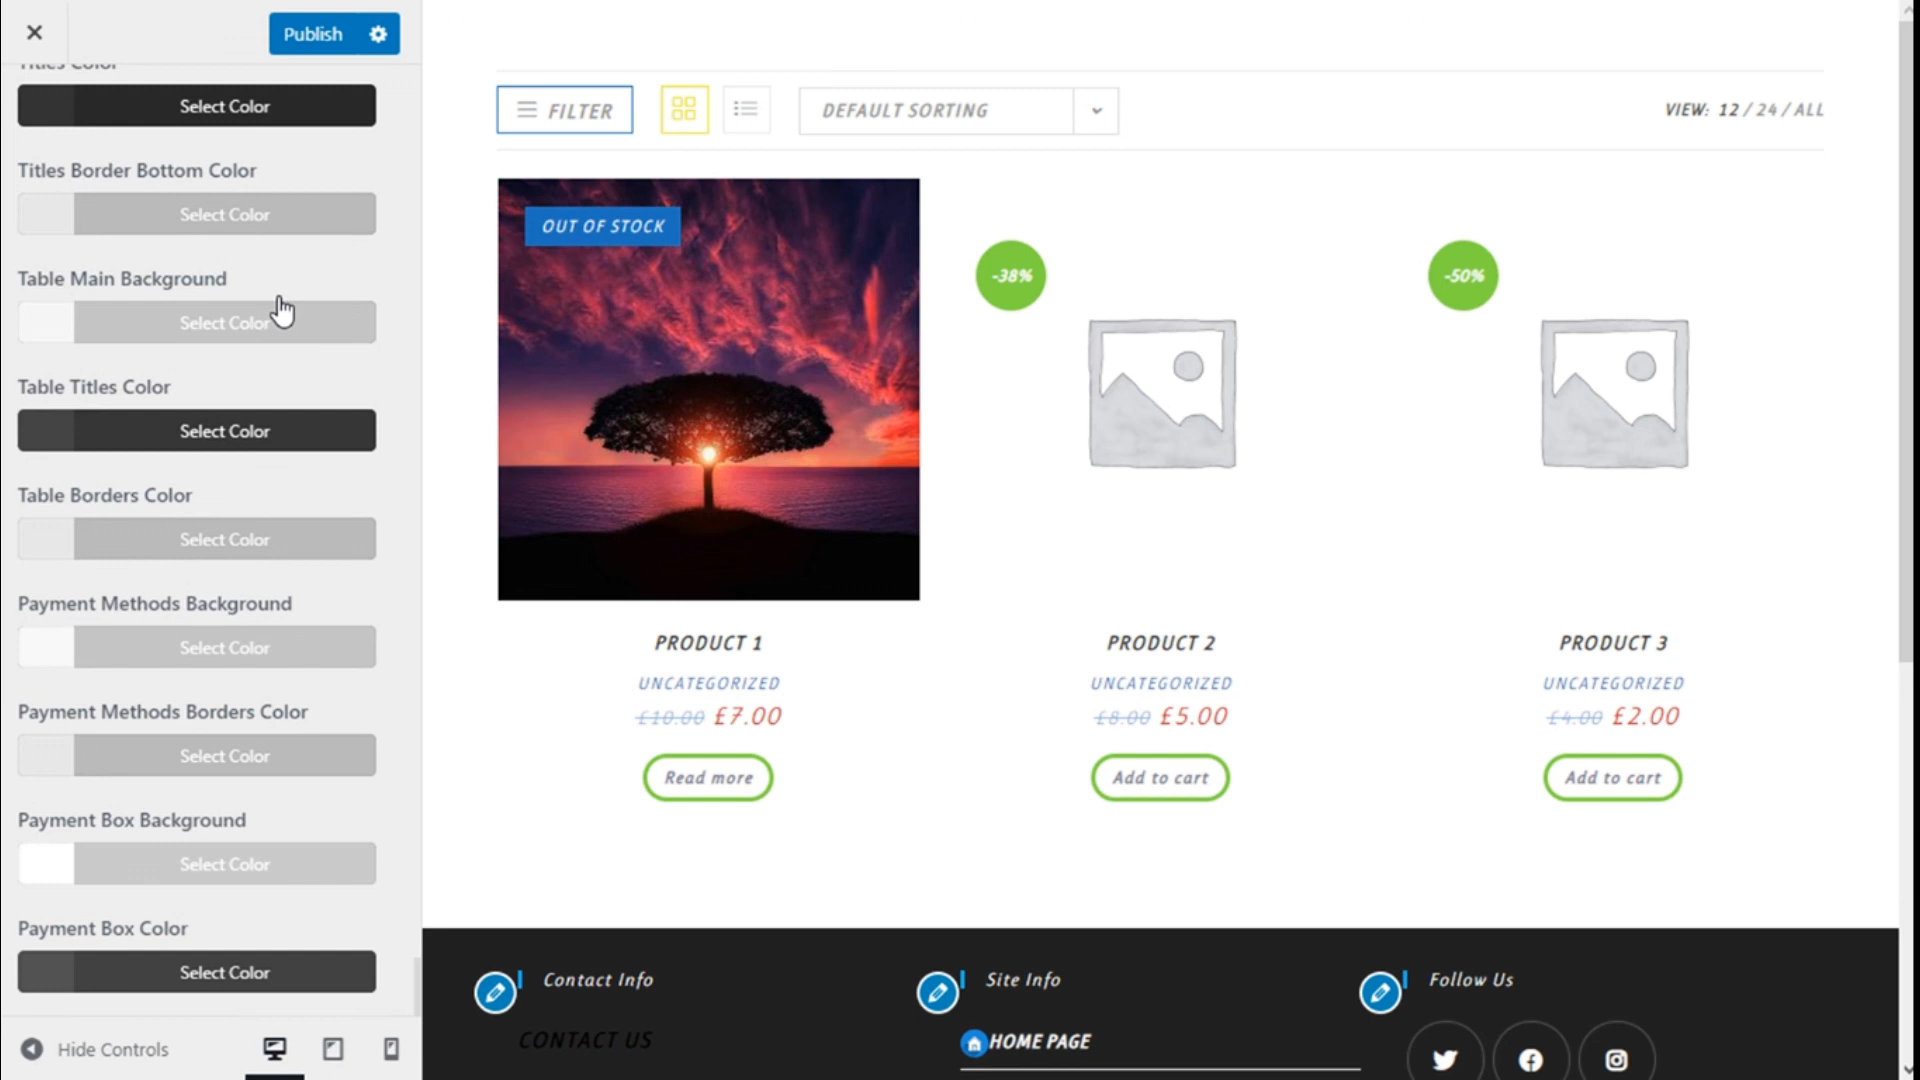 Publish
Titles Color
Select Color
Titles Border Bottom Color
Select Color
Table Main Background
Select Color
Table Titles Color
Select Color
Table Borders Color
Select Color
Payment Methods Background
Select Color
Payment Methods Borders Color
Select Color
Payment Box Background
Select Color
Payment Box Color
Select Color
Hide Controls
FILTER
DEFAULT SORTING
VIEW: 12 / 24 / ALL
OUT OF STOCK
-38%
-50%
PRODUCT 1
UNCATEGORIZED
£10.00 £7.00
Read more
PRODUCT 2
UNCATEGORIZED
£8.00 £5.00
Add to cart
PRODUCT 3
UNCATEGORIZED
£4.00 £2.00
Add to cart
Contact Info
CONTACT US
Site Info
HOME PAGE
Follow Us